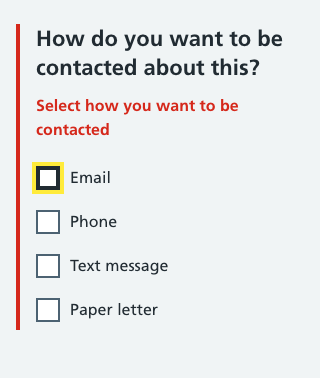 How do you want to be
contacted about this?
Select how you want to be
contacted
Email
Phone
Text message
Paper letter